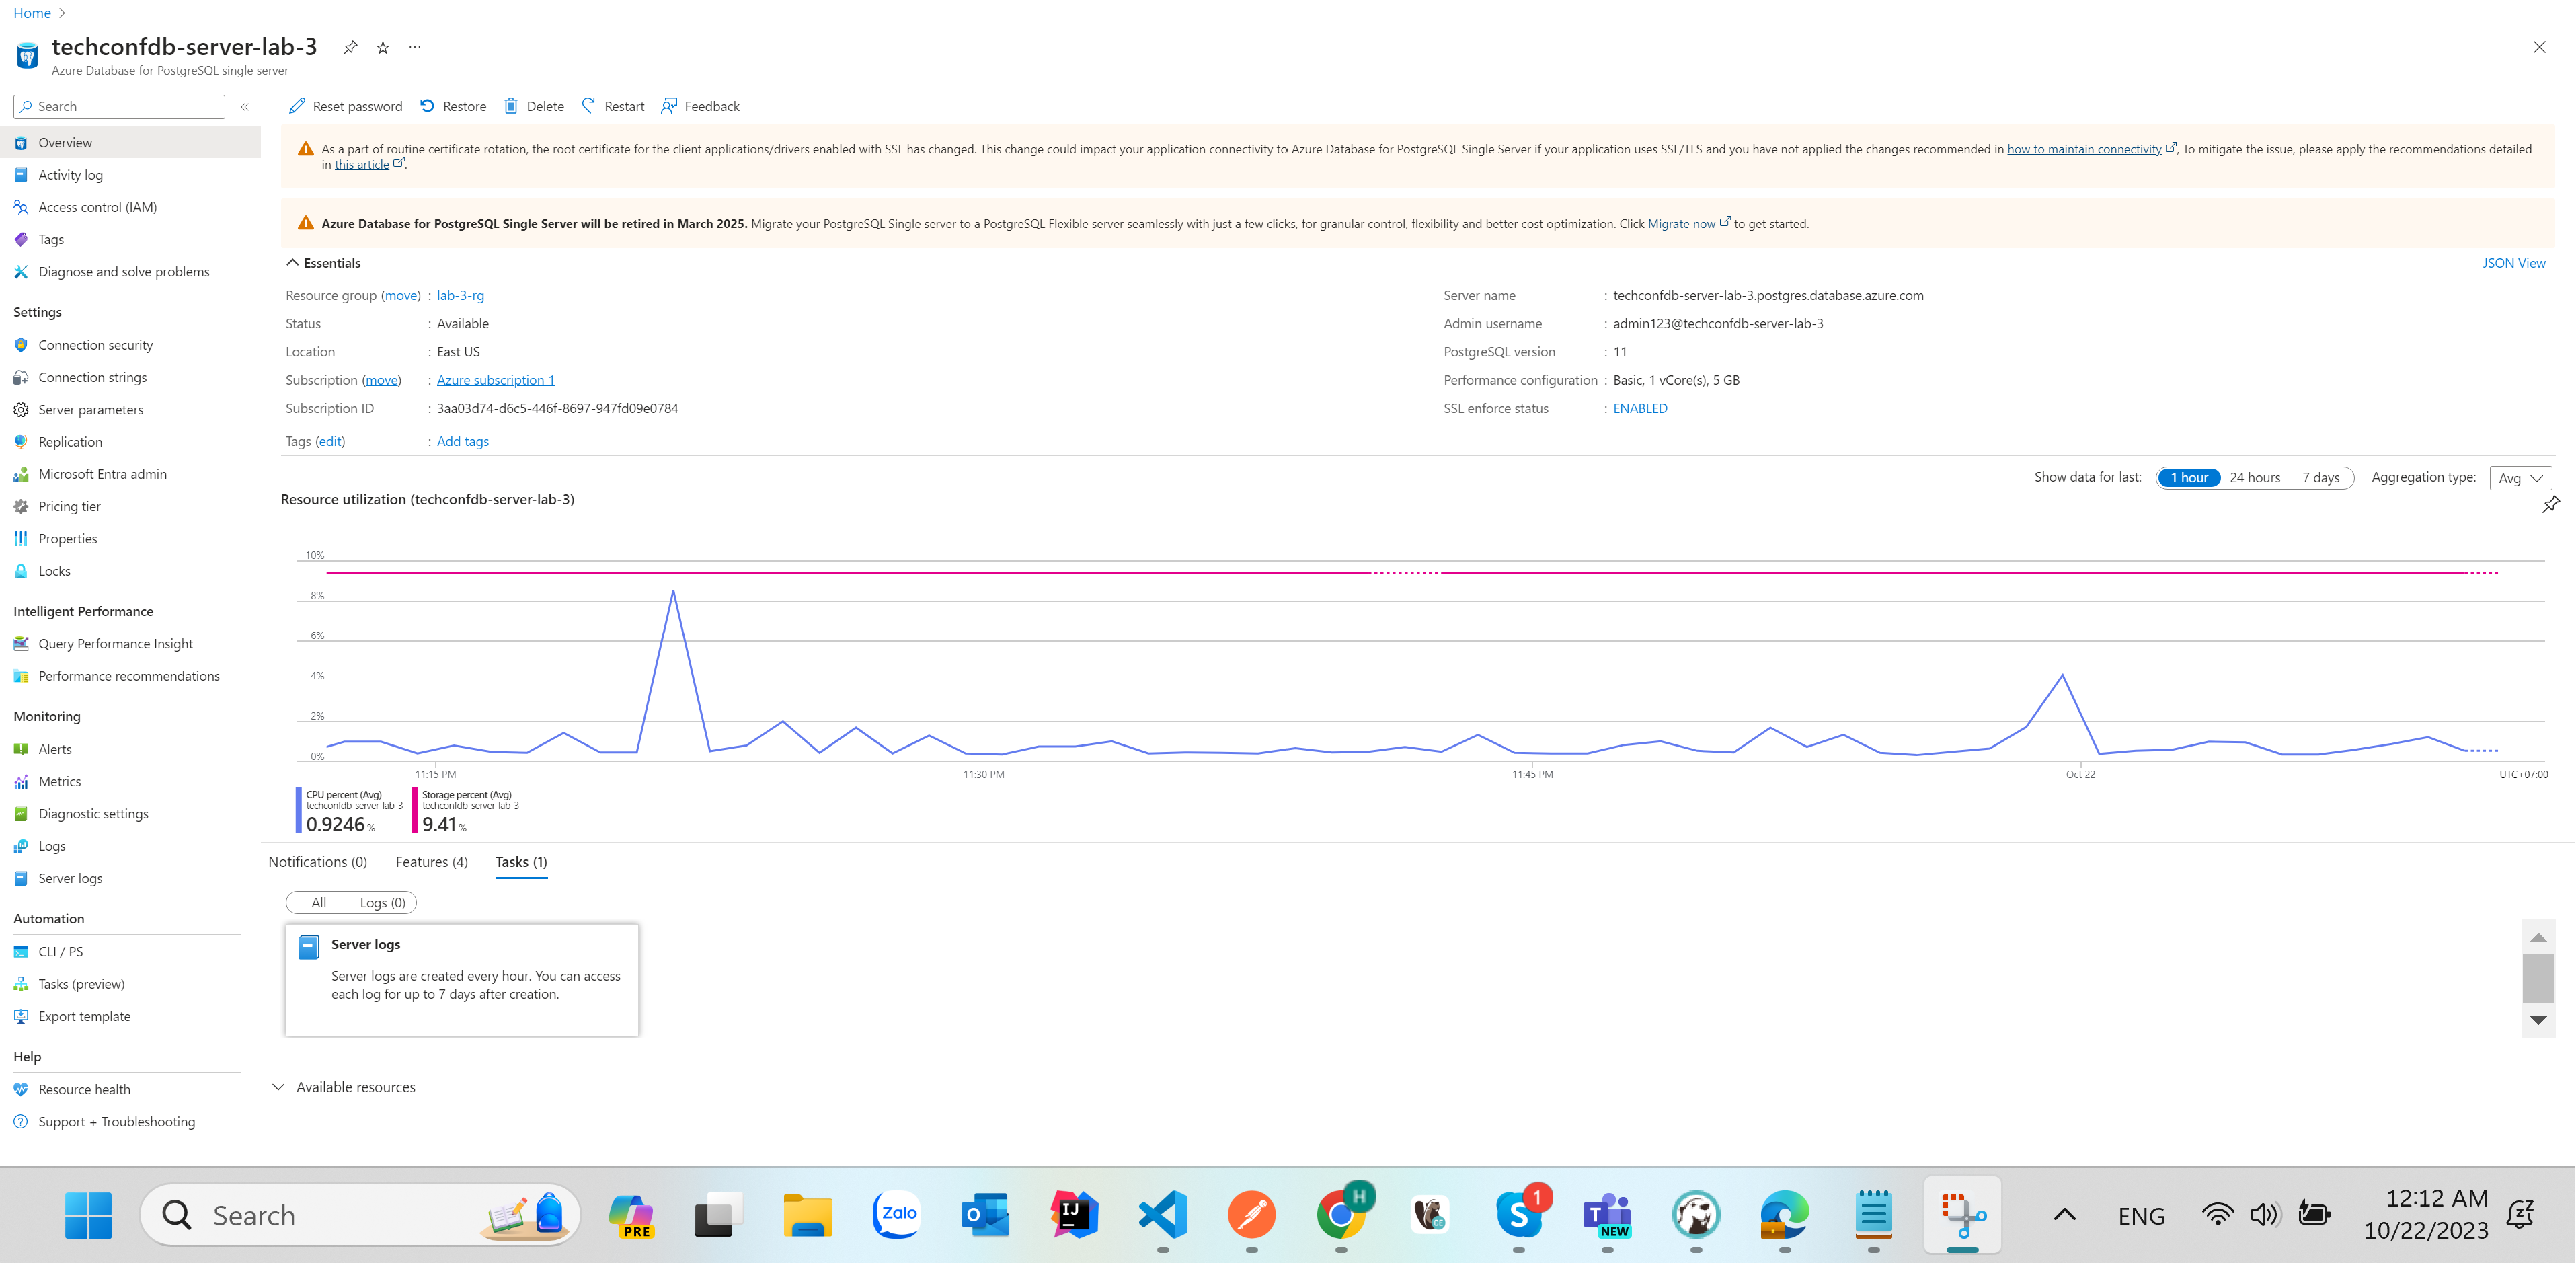 Home
techconfdb-server-lab-3
Azure Database for PostgreSQL single server
Search
Overview
Activity log
Access control (IAM)
Tags
Diagnose and solve problems
Settings
Connection security
Connection strings
Server parameters
Replication
Microsoft Entra admin
Pricing tier
Properties
Locks
Intelligent Performance
Query Performance Insight
Performance recommendations
Monitoring
Alerts
Metrics
Diagnostic settings
Logs
Server logs
Automation
CLI / PS
Tasks (preview)
Export template
Help
Resource health
Support + Troubleshooting
Reset password Restore Delete Restart Feedback
As a part of routine certificate rotation, the root certificate for the client applications/drivers enabled with SSL has changed. This change could impact your application connectivity to Azure Database for PostgreSQL Single Server if your application uses SSL/TLS and you have not applied the changes recommended in how to maintain connectivity , To mitigate the issue, please apply the recommendations detailed
in this article .
Azure Database for PostgreSQL Single Server will be retired in March 2025. Migrate your PostgreSQL Single server to a PostgreSQL Flexible server seamlessly with just a few clicks, for granular control, flexibility and better cost optimization. Click Migrate now to get started.
Essentials
JSON View
Resource group (move) : lab-3-rg
Status : Available
Location : East US
Subscription (move) : Azure subscription 1
Subscription ID : 3aa03d74-d6c5-446f-8697-947fd09e0784
Tags (edit) : Add tags
Server name : techconfdb-server-lab-3.postgres.database.azure.com
Admin username : admin123@techconfdb-server-lab-3
PostgreSQL version : 11
Performance configuration : Basic, 1 vCore(s), 5 GB
SSL enforce status : ENABLED
Show data for last: 1 hour 24 hours 7 days Aggregation type: Avg
Resource utilization (techconfdb-server-lab-3)
10%
8%
6%
4%
2%
0%
11:15 PM 11:30 PM 11:45 PM Oct 22 UTC+07:00
CPU percent (Avg)
techconfdb-server-lab-3
0.9246 %
Storage percent (Avg)
techconfdb-server-lab-3
9.41 %
Notifications (0) Features (4) Tasks (1)
All Logs (0)
Server logs
Server logs are created every hour. You can access
each log for up to 7 days after creation.
Available resources
Search
PRE
Zalo
O
IJ
H
CE
S
1
T
NEW
ENG
12:12 AM
10/22/2023